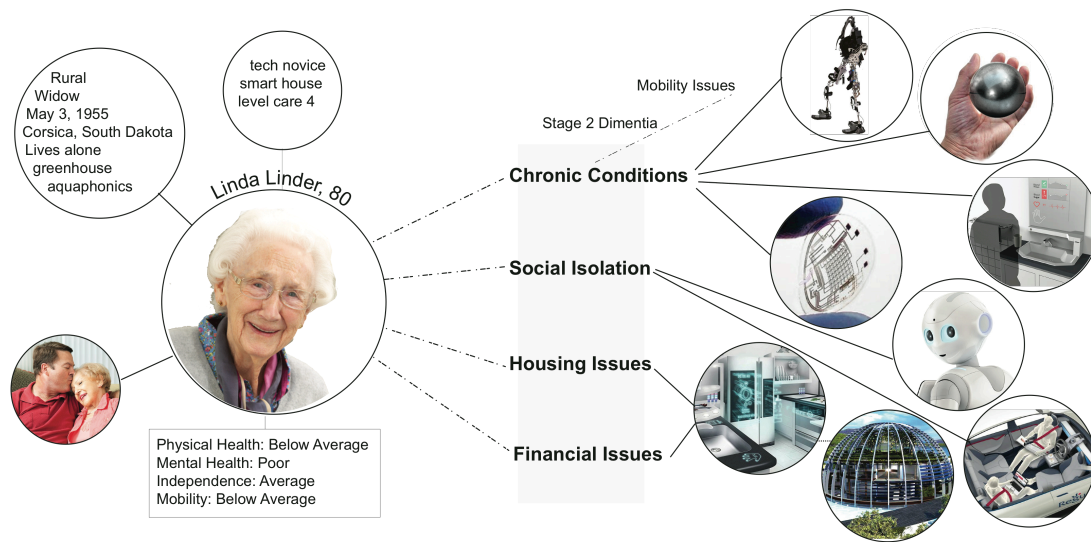 Rural
Widow
May 3, 1955
Corsica, South Dakota
Lives alone
greenhouse
aquaphonics
tech novice
smart house
level care 4
Linda Linder, 80
Physical Health: Below Average
Mental Health: Poor
Independence: Average
Mobility: Below Average
Mobility Issues
Stage 2 Dimentia
Chronic Conditions
Social Isolation
Housing Issues
Financial Issues